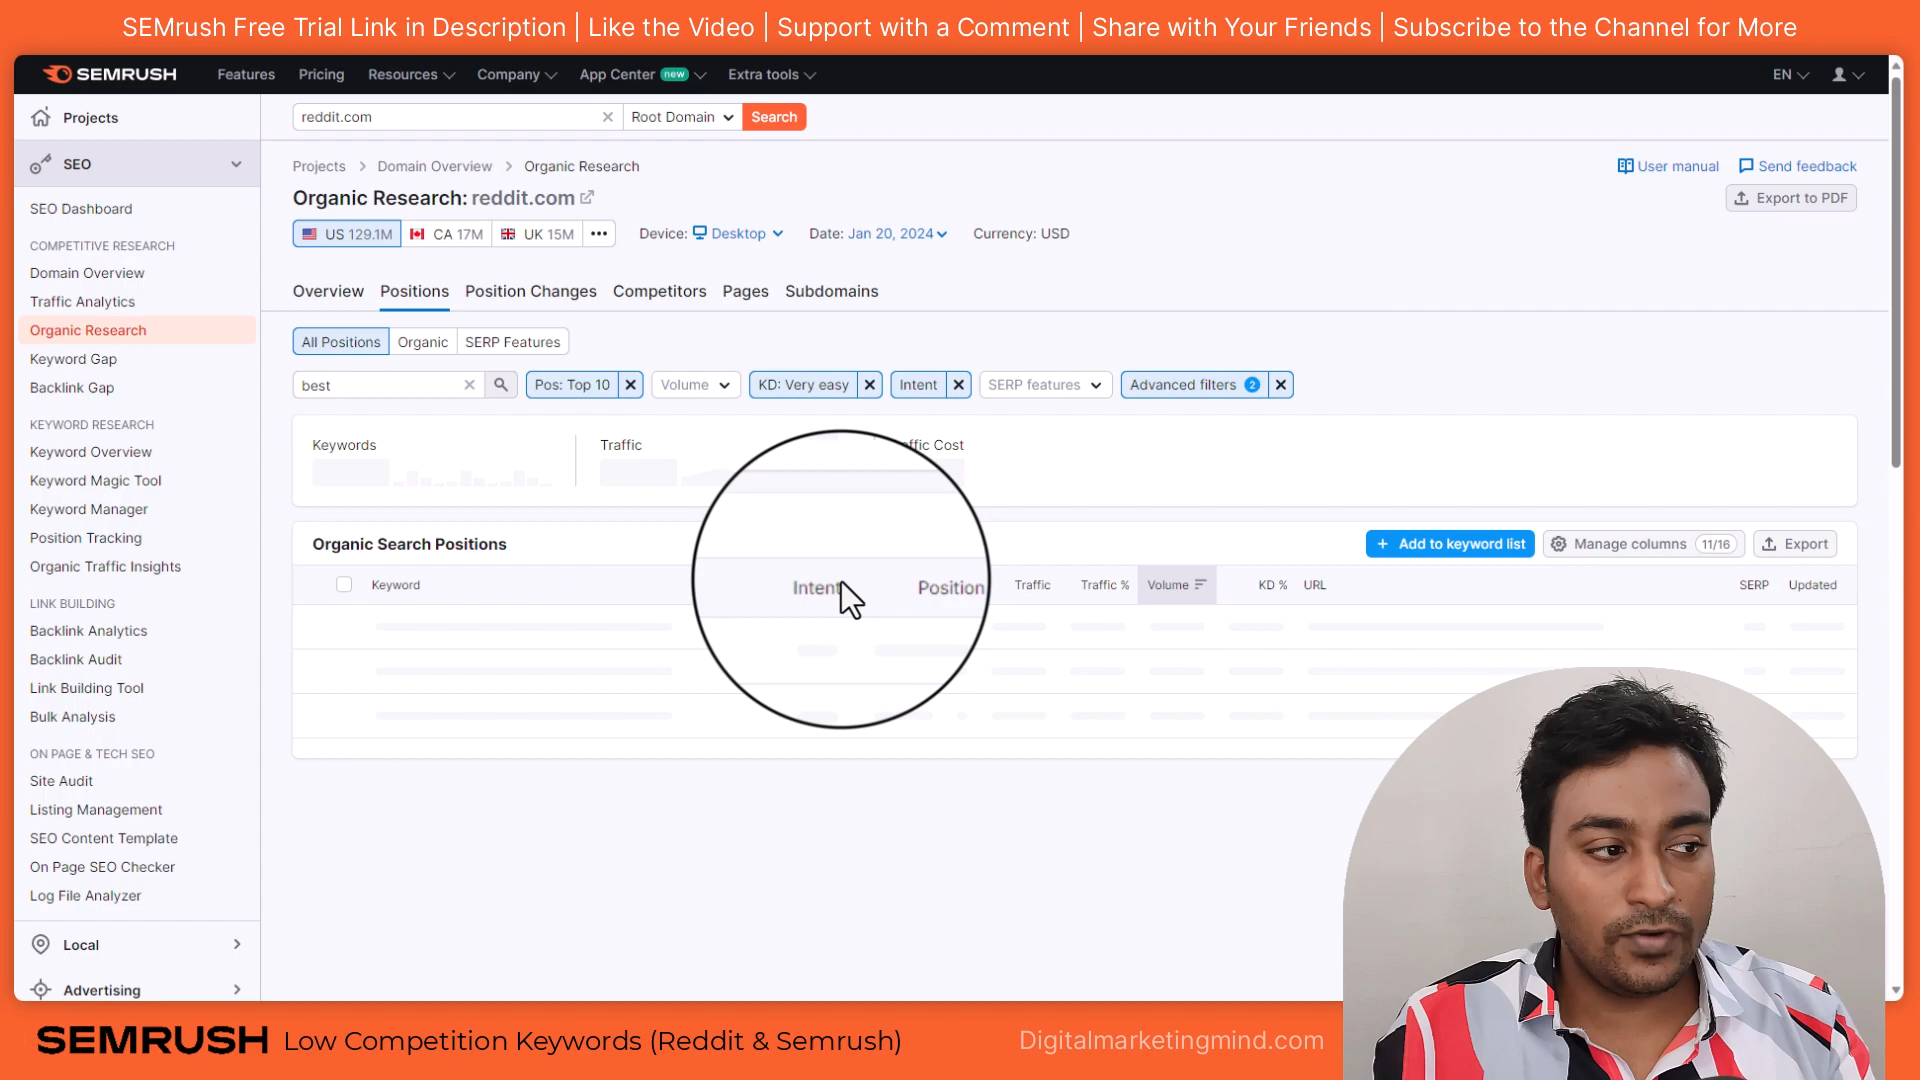 SEMrush Free Trial Link in Description | Like the Video | Support with a Comment | Share with Your Friends | Subscribe to the Channel for More
SEMRUSH Features Pricing Resources Company App Center new Extra tools EN
Projects
reddit.com Root Domain Search
SEO
Projects > Domain Overview > Organic Research User manual Send feedback
Organic Research: reddit.com Export to PDF
US 129.1M CA 17M UK 15M ••• Device: Desktop Date: Jan 20, 2024 Currency: USD
Overview Positions Position Changes Competitors Pages Subdomains
All Positions Organic SERP Features
best Pos: Top 10 Volume KD: Very easy Intent SERP features Advanced filters 2
Keywords Traffic ffic Cost
Organic Search Positions + Add to keyword list Manage columns 11/16 Export
Keyword Intent Position Traffic Traffic % Volume KD % URL SERP Updated
SEO Dashboard
COMPETITIVE RESEARCH
Domain Overview
Traffic Analytics
Organic Research
Keyword Gap
Backlink Gap
KEYWORD RESEARCH
Keyword Overview
Keyword Magic Tool
Keyword Manager
Position Tracking
Organic Traffic Insights
LINK BUILDING
Backlink Analytics
Backlink Audit
Link Building Tool
Bulk Analysis
ON PAGE & TECH SEO
Site Audit
Listing Management
SEO Content Template
On Page SEO Checker
Log File Analyzer
Local
Advertising
SEMRUSH Low Competition Keywords (Reddit & Semrush) Digitalmarketingmind.com